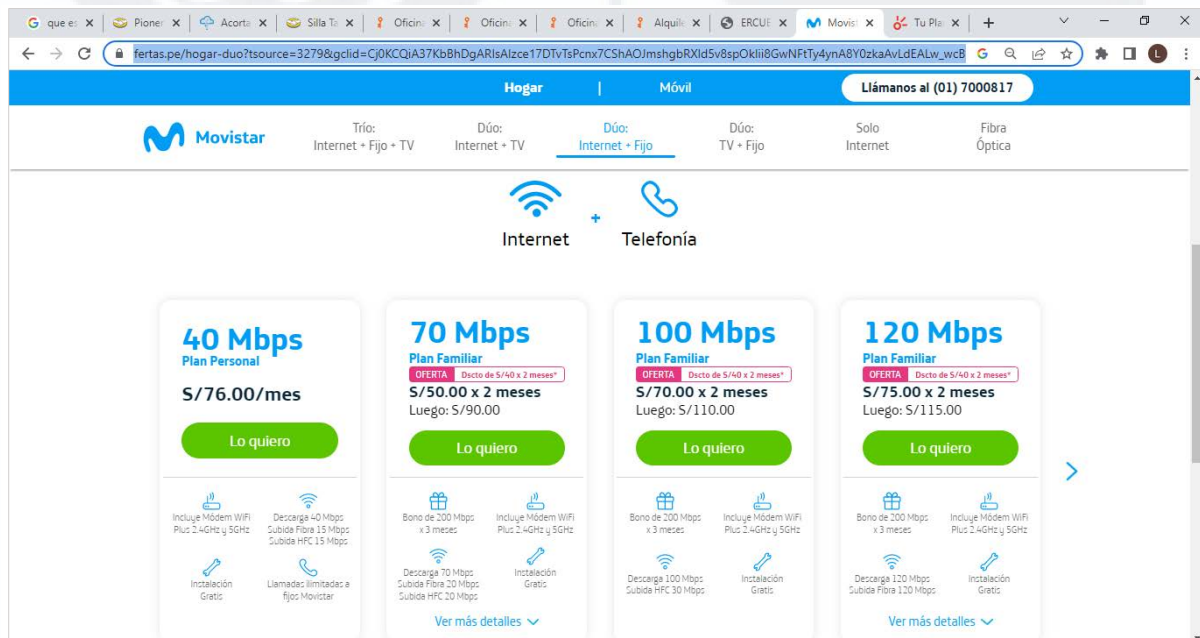 que es
Pioner
Acorta
Silla Ta
Oficina
Oficina
Oficina
Alquile
ERCUE
Movist
Tu Pla
fertas.pe/hogar-duo?tsource=3279&gclid=Cj0KCQiA37KbBhDgARIsAIzce17DTvTsPcnx7CShAOJmshgbRXId5v8spOkIii8GwNFtTy4ynA8Y0zkaAvLdEALw_wcB
L
Hogar | Móvil
Llámanos al (01) 7000817
Movistar
Trío:
Internet + Fijo + TV
Dúo:
Internet + TV
Dúo:
Internet + Fijo
Dúo:
TV + Fijo
Solo
Internet
Fibra
Óptica
Internet + Telefonía
40 Mbps
Plan Personal
S/76.00/mes
Lo quiero
Incluye Módem WiFi
Plus 2.4GHz y 5GHz
Descarga 40 Mbps
Subida Fibra 15 Mbps
Subida HFC 15 Mbps
Instalación
Gratis
Llamadas ilimitadas a
fijos Movistar
70 Mbps
Plan Familiar
OFERTA Dscto de S/40 x 2 meses*
S/50.00 x 2 meses
Luego: S/90.00
Lo quiero
Bono de 200 Mbps
x 3 meses
Incluye Módem WiFi
Plus 2.4GHz y 5GHz
Descarga 70 Mbps
Subida Fibra 20 Mbps
Subida HFC 20 Mbps
Instalación
Gratis
Ver más detalles
100 Mbps
Plan Familiar
OFERTA Dscto de S/40 x 2 meses*
S/70.00 x 2 meses
Luego: S/110.00
Lo quiero
Bono de 200 Mbps
x 3 meses
Incluye Módem WiFi
Plus 2.4GHz y 5GHz
Descarga 100 Mbps
Subida HFC 30 Mbps
Instalación
Gratis
120 Mbps
Plan Familiar
OFERTA Dscto de S/40 x 2 meses*
S/75.00 x 2 meses
Luego: S/115.00
Lo quiero
Bono de 200 Mbps
x 3 meses
Incluye Módem WiFi
Plus 2.4GHz y 5GHz
Descarga 120 Mbps
Subida Fibra 120 Mbps
Instalación
Gratis
Ver más detalles